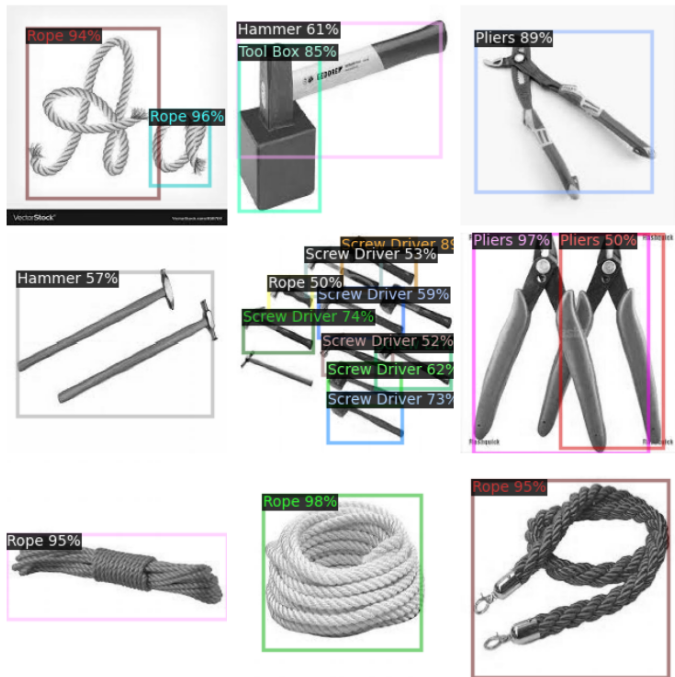 Rope 94%
Rope 96%
VectorStock®
Hammer 61%
Tool Box 85%
Pliers 89%
Hammer 57%
Screw Driver 89
Screw Driver 53%
Rope 50%
Screw Driver 59%
Screw Driver 74%
Screw Driver 52%
Screw Driver 62%
Screw Driver 73%
Pliers 97%
Pliers 50%
Rope 95%
Rope 98%
Rope 95%